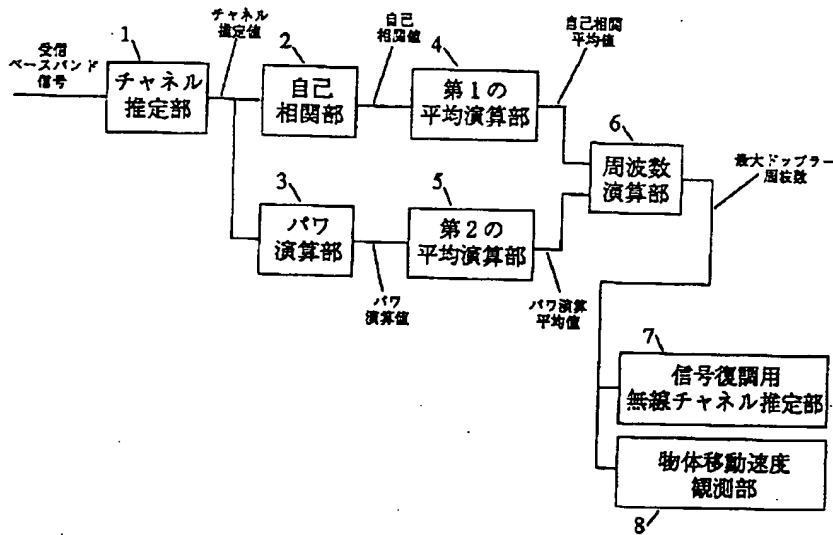 1
チャネル
推定値
2
自己
相関値
4
自己相関
平均値
受信
ベースバンド
信号
チャネル
推定部
自己
相関部
第1の
平均演算部
6
周波数
演算部
最大ドップラー
周波数
3
パワ
演算部
5
第2の
平均演算部
パワ
演算値
パワ演算
平均値
7
信号復調用
無線チャネル推定部
物体移動速度
観測部
8